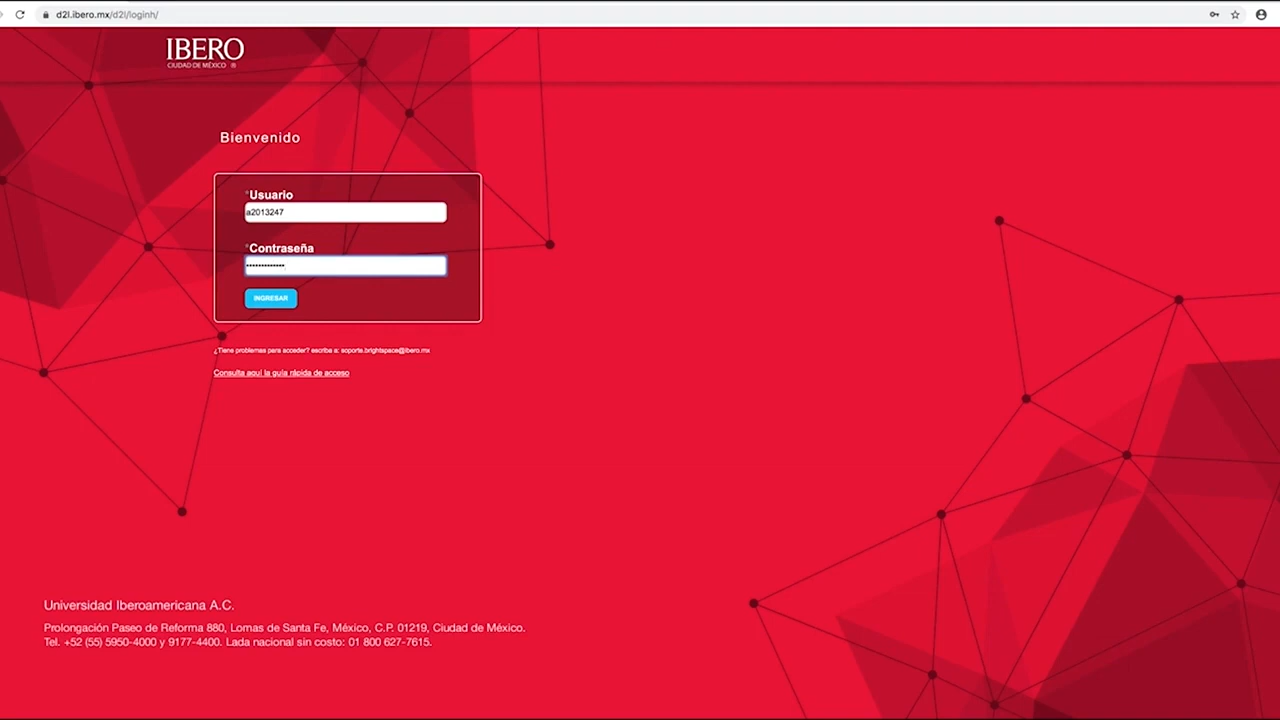 d2l.ibero.mx/d2l/loginh/
IBERO
CIUDAD DE MÉXICO
Bienvenido
*Usuario
a2013247
*Contraseña
•••••••••••••
INGRESAR
¿Tiene problemas para acceder? escriba a: soporte.brightspace@ibero.mx
Consulta aquí la guía rápida de acceso
Universidad Iberoamericana A.C.
Prolongación Paseo de Reforma 880, Lomas de Santa Fe, México, C.P. 01219, Ciudad de México.
Tel. +52 (55) 5950-4000 y 9177-4400. Lada nacional sin costo: 01 800 627-7615.